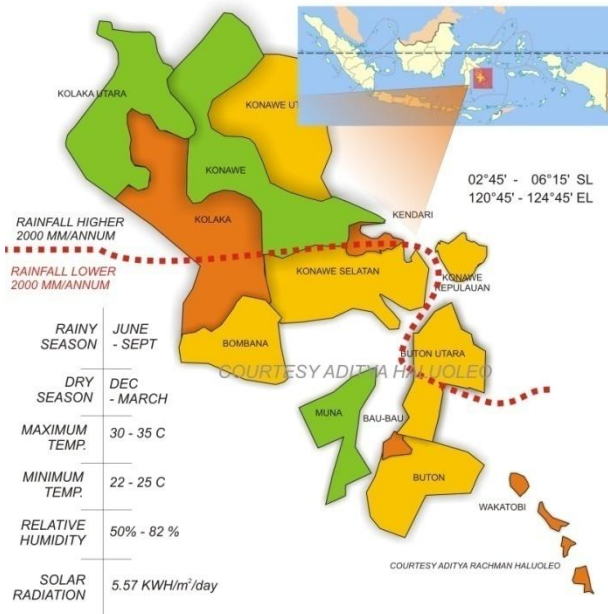 KOLAKA UTARA
KONAWE UT
KONAWE
KOLAKA
KENDARI
02°45' - 06°15' SL
120°45' - 124°45' EL
RAINFALL HIGHER
2000 MM/ANNUM
RAINFALL LOWER
2000 MM/ANNUM
KONAWE SELATAN
KONAWE
KEPULAUAN
BOMBANA
BUTON UTARA
COURTESY ADITYA HALUOLEO
MUNA
BAU-BAU
BUTON
WAKATOBI
COURTESY ADITYA RACHMAN HALUOLEO
RAINY
SEASON
JUNE
- SEPT
DRY
SEASON
DEC
- MARCH
MAXIMUM
TEMP.
30 - 35 C
MINIMUM
TEMP.
22 - 25 C
RELATIVE
HUMIDITY
50% - 82 %
SOLAR
RADIATION
5.57 KWH/m²/day